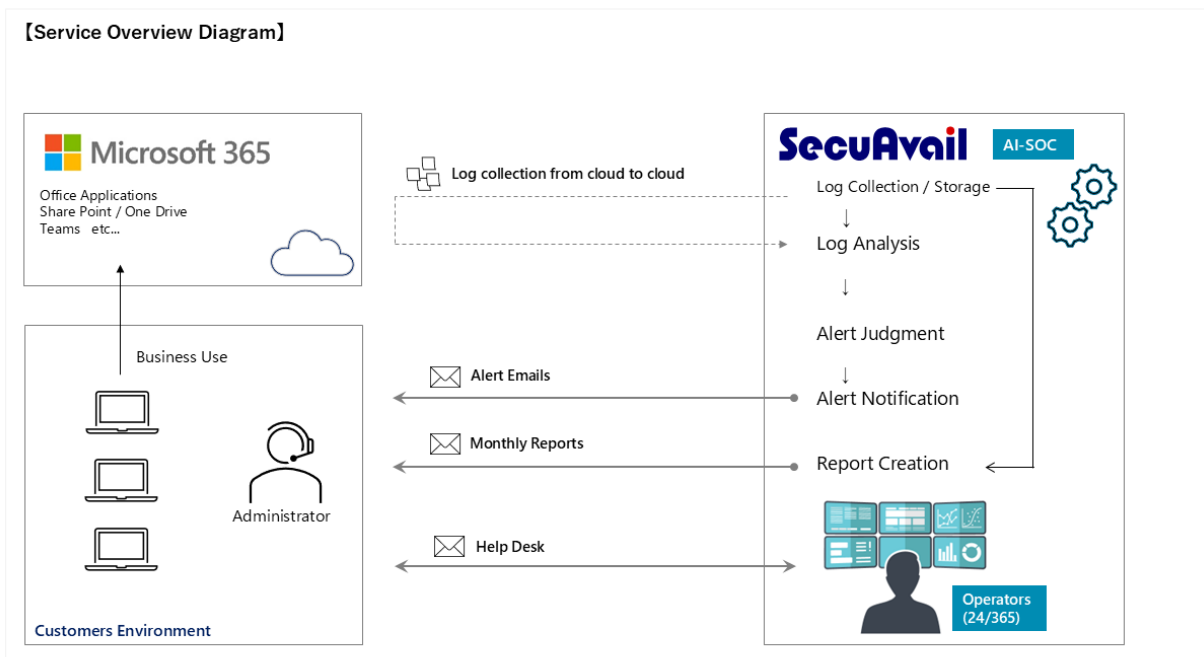 【Service Overview Diagram】
Microsoft 365
Office Applications
Share Point / One Drive
Teams etc...
Log collection from cloud to cloud
SecuAvail
AI-SOC
Log Collection / Storage
↓
Log Analysis
↓
Alert Judgment
↓
Alert Notification
Report Creation
Operators
(24/365)
Alert Emails
Monthly Reports
Help Desk
Business Use
Administrator
Customers Environment